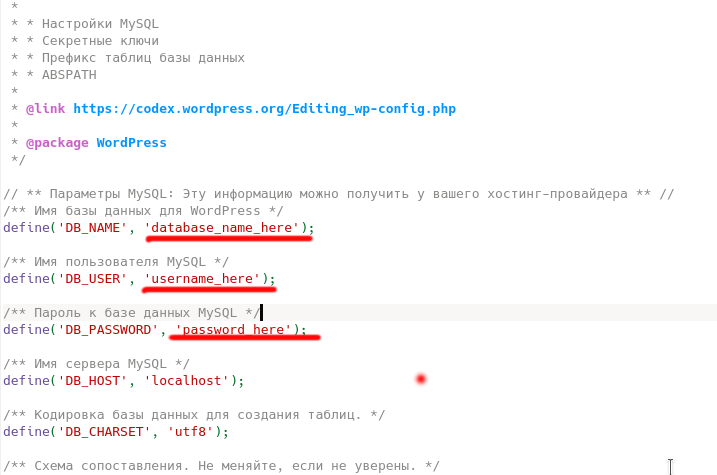 *
* * Настройки MySQL
* * Секретные ключи
* * Префикс таблиц базы данных
* * ABSPATH
*
* @link https://codex.wordpress.org/Editing_wp-config.php
*
* @package WordPress
*/
// ** Параметры MySQL: Эту информацию можно получить у вашего хостинг-провайдера ** //
/** Имя базы данных для WordPress */
define('DB_NAME', 'database_name_here');
/** Имя пользователя MySQL */
define('DB_USER', 'username_here');
/** Пароль к базе данных MySQL */
define('DB_PASSWORD', 'password_here');
/** Имя сервера MySQL */
define('DB_HOST', 'localhost');
/** Кодировка базы данных для создания таблиц. */
define('DB_CHARSET', 'utf8');
/** Схема сопоставления. Не меняйте, если не уверены. */